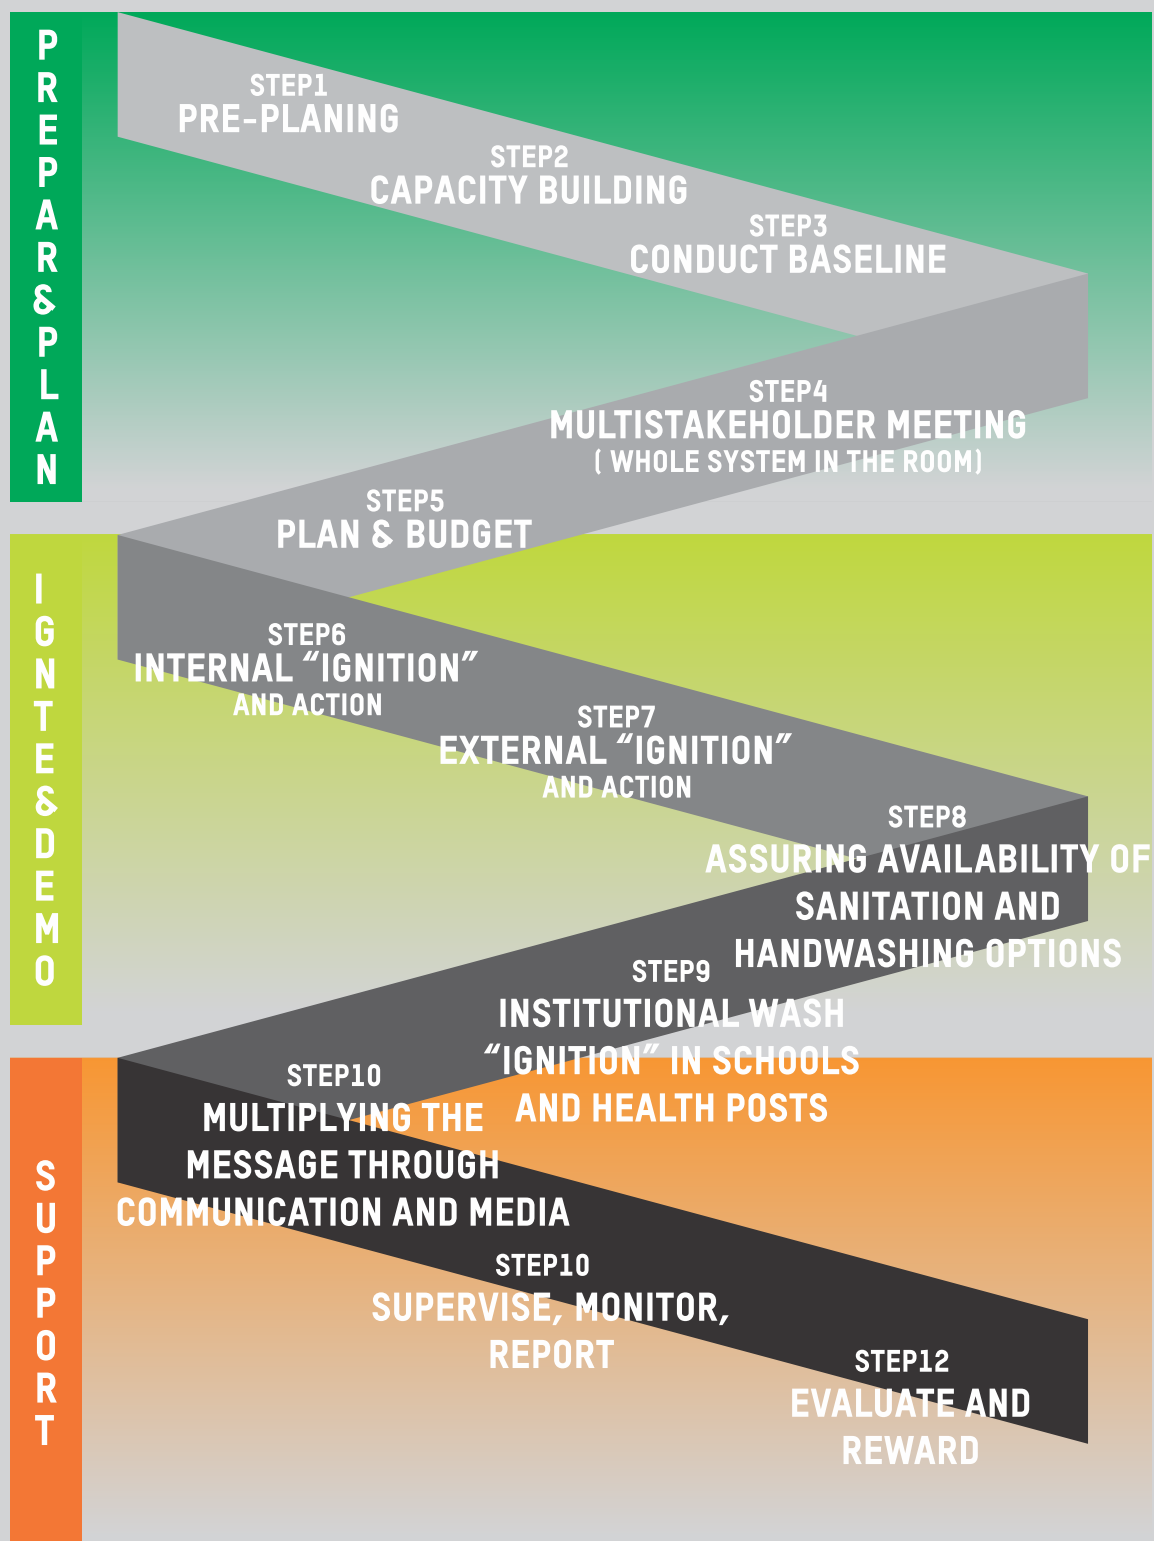 PREPAR&PLAN
STEP1
PRE-PLANING
STEP2
CAPACITY BUILDING
STEP3
CONDUCT BASELINE
STEP4
MULTISTAKEHOLDER MEETING
( WHOLE SYSTEM IN THE ROOM)
STEP5
PLAN & BUDGET
IGNTE&DEMO
STEP6
INTERNAL “IGNITION”
AND ACTION
STEP7
EXTERNAL “IGNITION”
AND ACTION
STEP8
ASSURING AVAILABILITY OF
SANITATION AND
HANDWASHING OPTIONS
STEP9
INSTITUTIONAL WASH
“IGNITION” IN SCHOOLS
AND HEALTH POSTS
SUPPORT
STEP10
MULTIPLYING THE
MESSAGE THROUGH
COMMUNICATION AND MEDIA
STEP10
SUPERVISE, MONITOR,
REPORT
STEP12
EVALUATE AND
REWARD